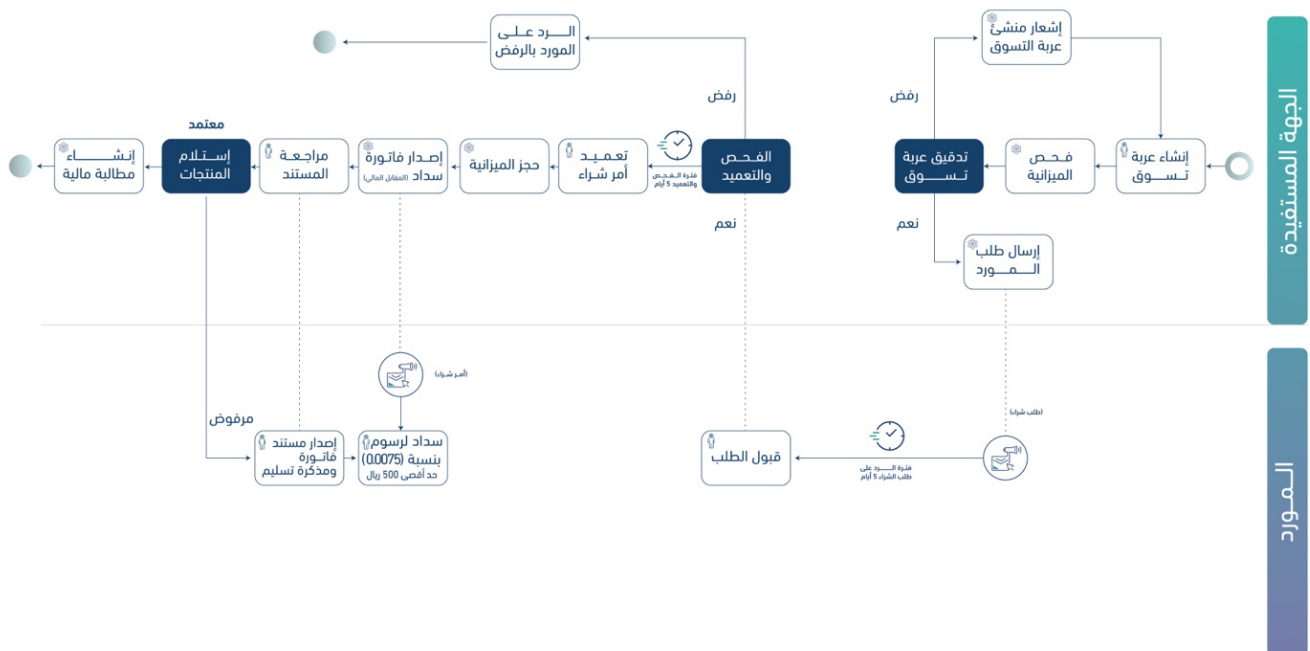 الجهة المستفيدة
إشعار منشئ
عربة التسوق
رفض
إنشاء عربة
تسوق
فحص
الميزانية
تدقيق عربة
تسوق
نعم
إرسال طلب
المورد
الرد على
المورد بالرفض
رفض
الفحص
والتعميد
نعم
فترة الفحص
والتعميد 5 أيام
تعميد
أمر شراء
حجز الميزانية
إصدار فاتورة
سداد (المقابل المالي)
مراجعة
المستند
معتمد
إستلام
المنتجات
إنشاء
مطالبة مالية
المورد
(طلب شراء)
فترة الرد على
طلب الشراء 5 أيام
قبول الطلب
(أمر شراء)
سداد لرسوم
بنسبة (0.0075)
حد أقصى 500 ريال
إصدار مستند
فاتورة
ومذكرة تسليم
مرفوض